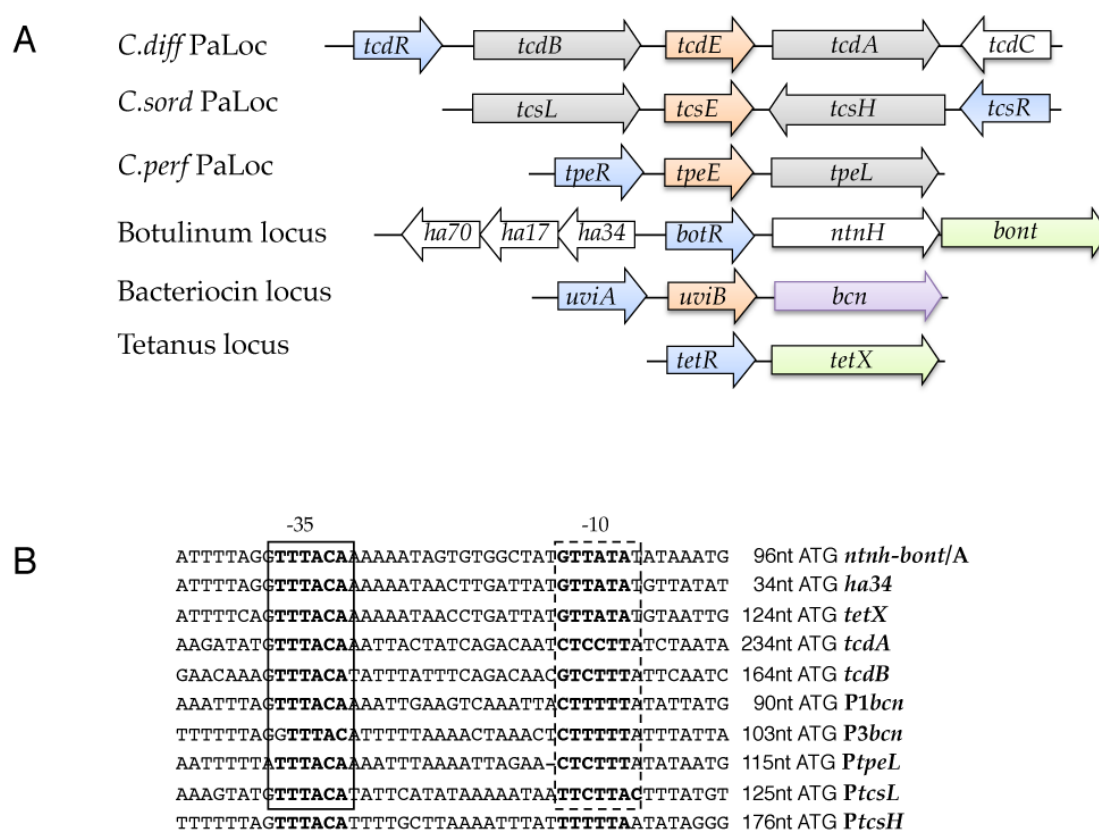 A
C.diff PaLoc tcdR tcdB tcdE tcdA tcdC
C.sord PaLoc tcsL tcsE tcsH tcsR
C.perf PaLoc tpeR tpeE tpeL
Botulinum locus ha70 ha17 ha34 botR ntnH bont
Bacteriocin locus uviA uviB bcn
Tetanus locus tetR tetX
-35 -10
B
ATTTTAGGTTTACAAAAAATAGTGTGGCTATGTTATATATAAATG 96nt ATG ntnh-bont/A
ATTTTAGGTTTACAAAAAATAACTTGATTATGTTATATGTTATAT 34nt ATG ha34
ATTTTCAGTTTACAAAAAATAACCTGATTATGTTATATGTAATTG 124nt ATG tetX
AAGATATGTTTACAAATTACTATCAGACAATCTCCTTATCTAATA 234nt ATG tcdA
GAACAAAGTTTACATATTTATTTCAGACAACGTCTTTATTCAATC 164nt ATG tcdB
AAATTTAGTTTACAAAATTGAAGTCAAATTACTTTTTATATTATG 90nt ATG P1bcn
TTTTTTAGGTTTACATTTTTAAAACTAAACTCTTTTTATTTATTA 103nt ATG P3bcn
AATTTTTATTTACAAAATTTAAAATTAGAA-CTCTTTATATAATG 115nt ATG PtpeL
AAAGTATGTTTACATATTCATATAAAAATAATTCTTACTTTATGT 125nt ATG PtcsL
TTTTTTAGTTTACATTTTGCTTAAAATTTATTTTTTAATATAGGG 176nt ATG PtcsH